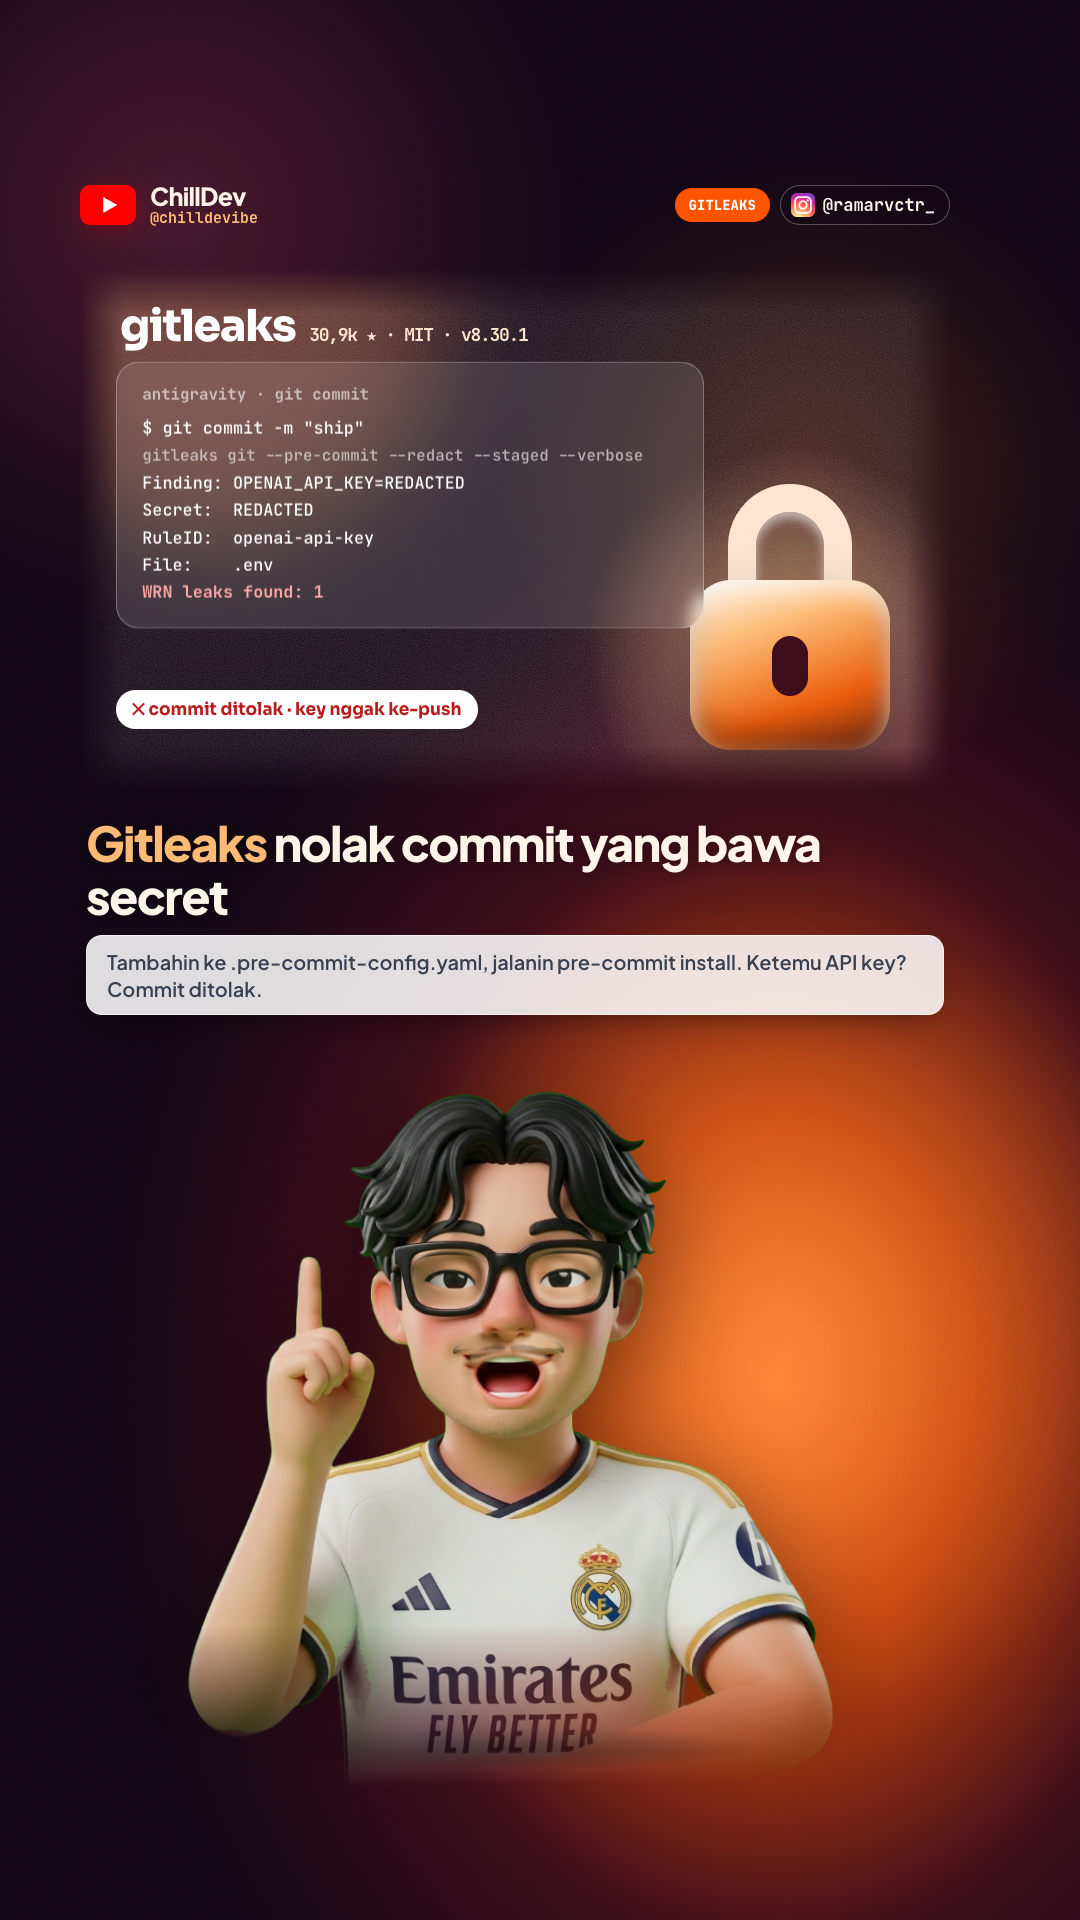 ChillDev
@chilldevibe
GITLEAKS
@ramarvctr_
gitleaks 30,9k ★ · MIT · v8.30.1
antigravity · git commit
$ git commit -m "ship"
gitleaks git --pre-commit --redact --staged --verbose
Finding: OPENAI_API_KEY=REDACTED
Secret: REDACTED
RuleID: openai-api-key
File: .env
WRN leaks found: 1
✕ commit ditolak · key nggak ke-push
Gitleaks nolak commit yang bawa
secret
Tambahin ke .pre-commit-config.yaml, jalanin pre-commit install. Ketemu API key?
Commit ditolak.
hp
Emirates
FLY BETTER